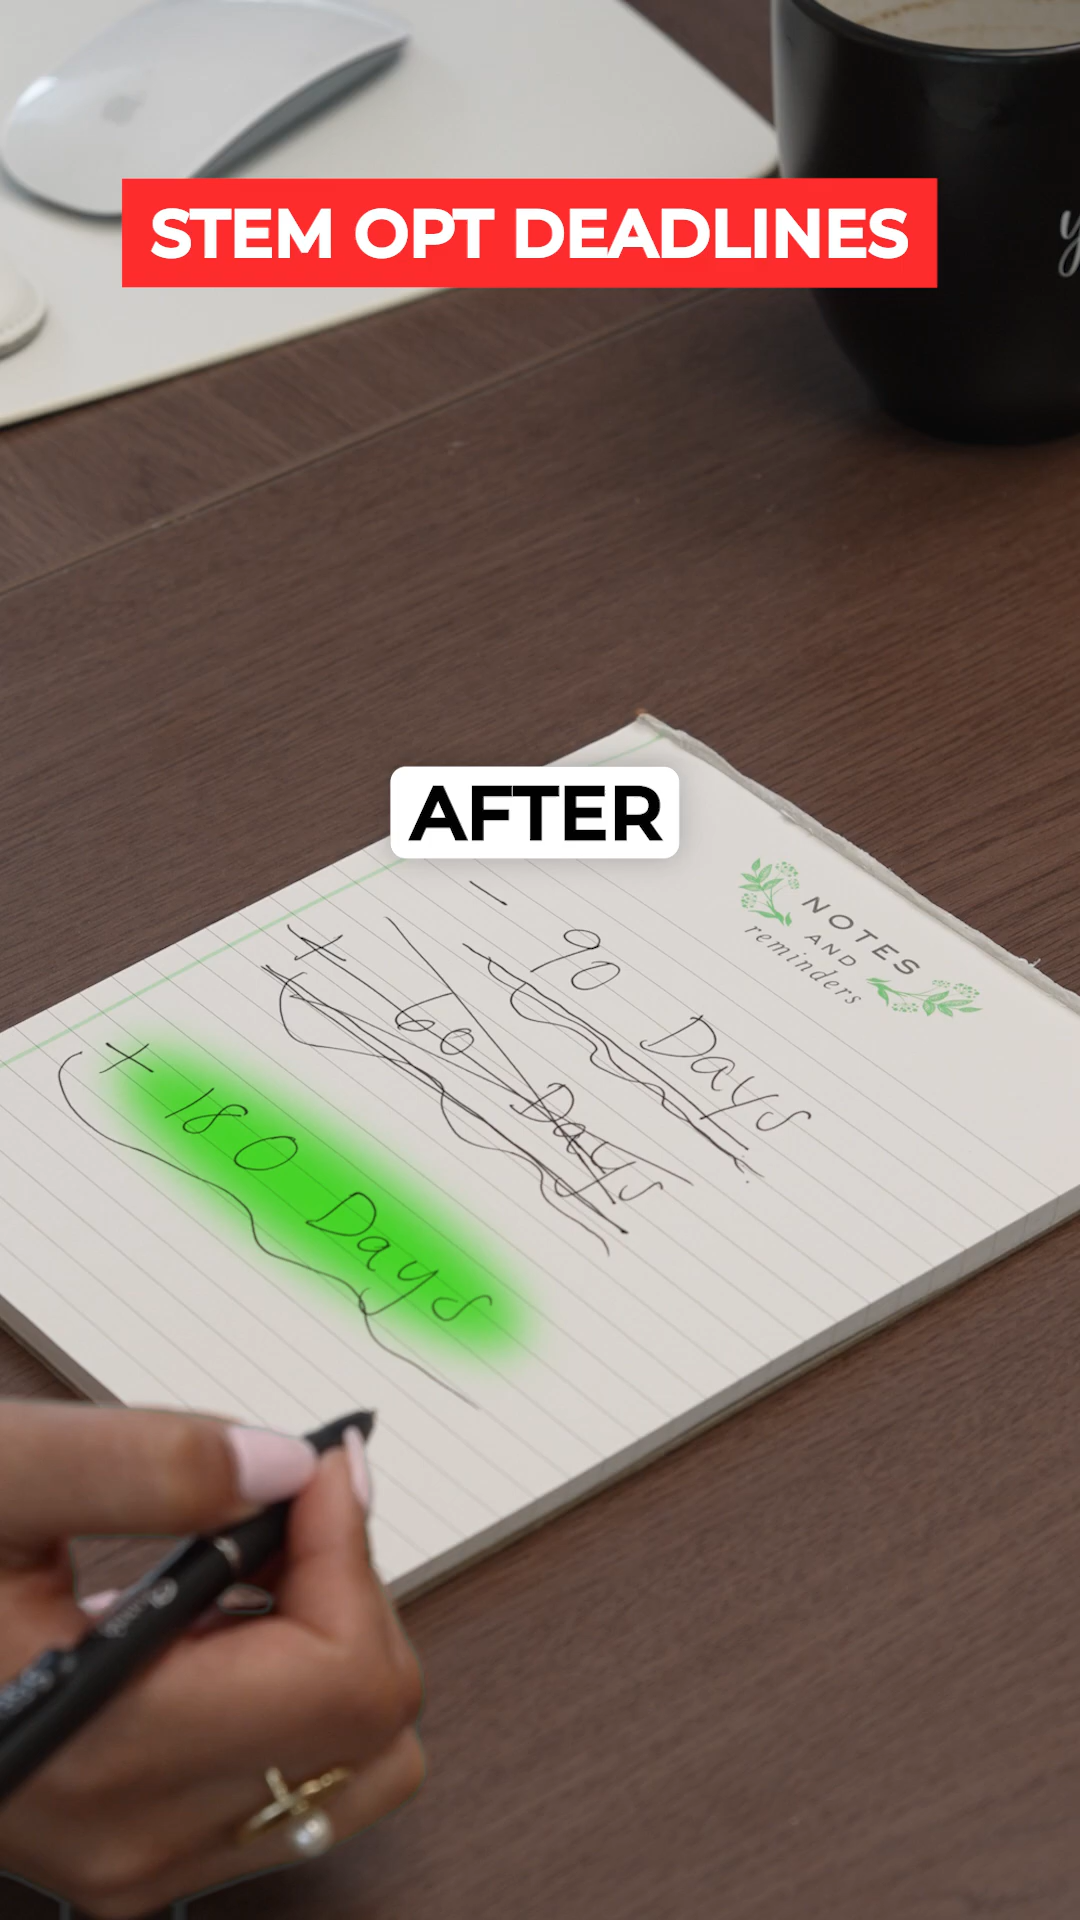 STEM OPT DEADLINES
y
AFTER
NOTES
AND
reminders
- 90 Days
+ 60 Days
+ 180 Days